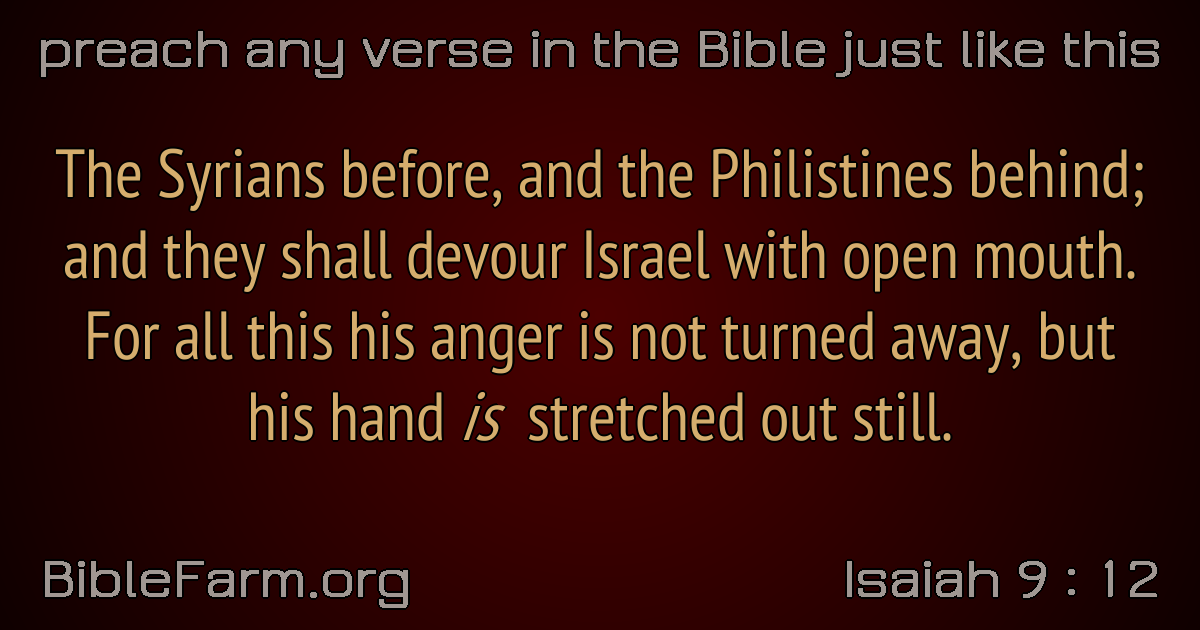 preach any verse in the Bible just like this
The Syrians before, and the Philistines behind;
and they shall devour Israel with open mouth.
For all this his anger is not turned away, but
his hand is stretched out still.
BibleFarm.org
Isaiah 9 : 12